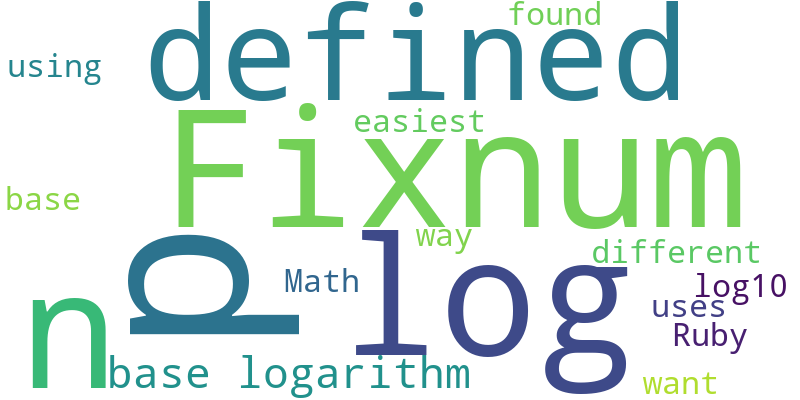 found
defined
using
easiest
Fixnum
base
way
p
log
different
Math
log10
n
uses
Ruby
base logarithm
want